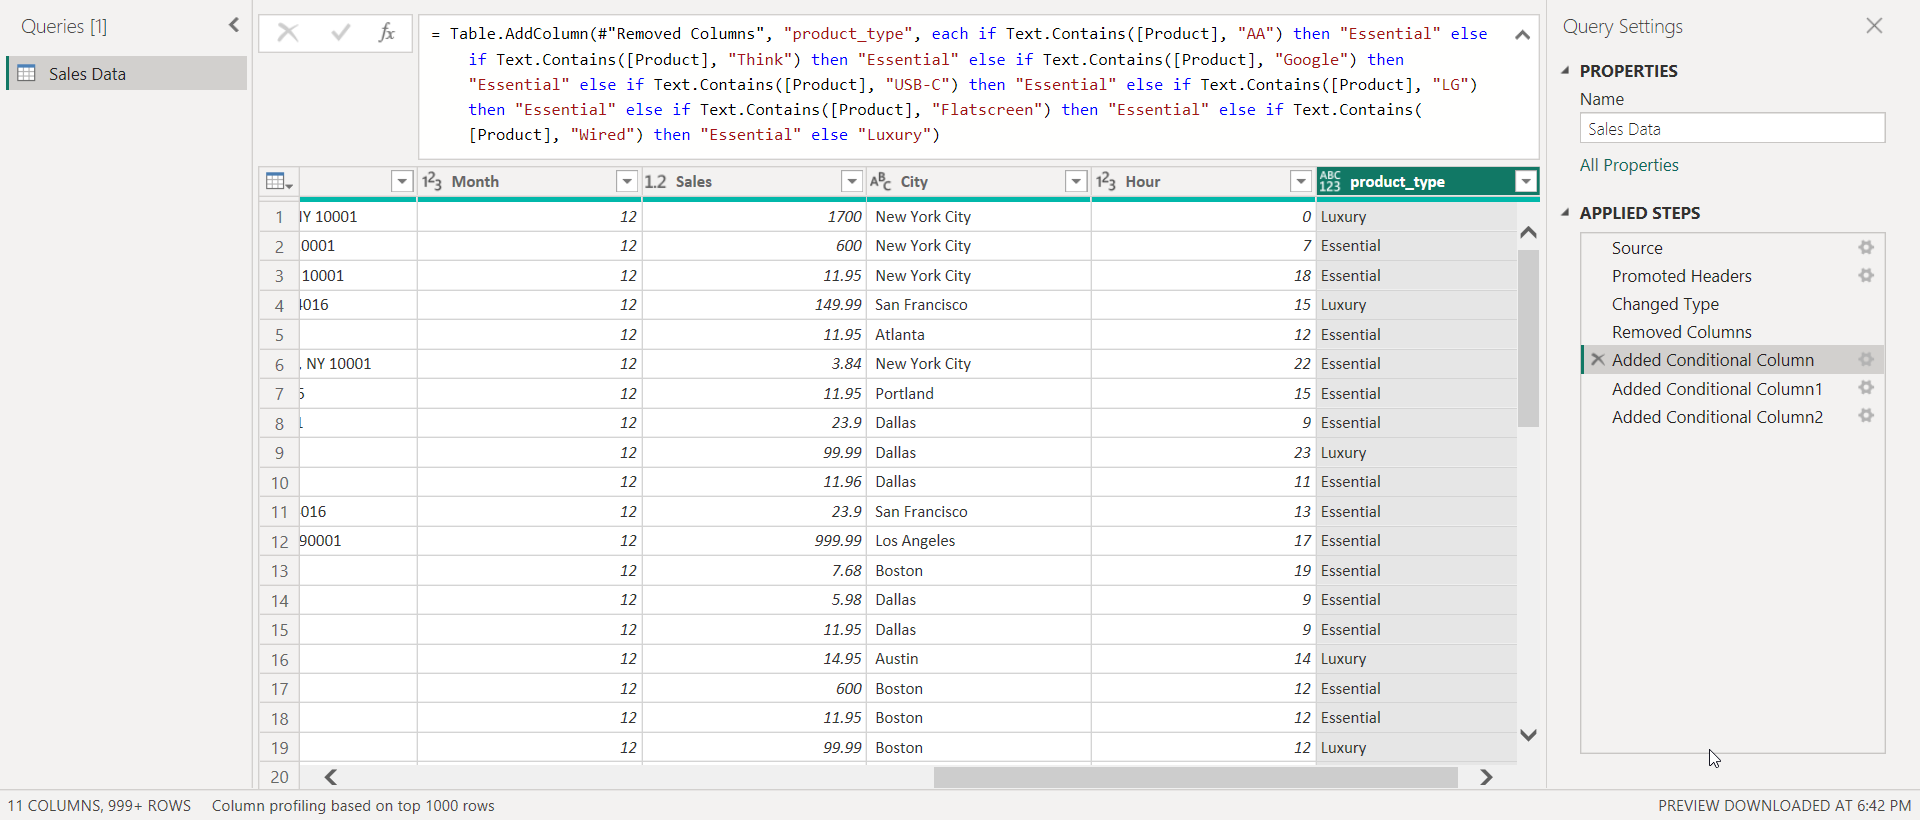 Queries [1]
Sales Data
fx
= Table.AddColumn(#"Removed Columns", "product_type", each if Text.Contains([Product], "AA") then "Essential" else
if Text.Contains([Product], "Think") then "Essential" else if Text.Contains([Product], "Google") then
"Essential" else if Text.Contains([Product], "USB-C") then "Essential" else if Text.Contains([Product], "LG")
then "Essential" else if Text.Contains([Product], "Flatscreen") then "Essential" else if Text.Contains(
[Product], "Wired") then "Essential" else "Luxury")
123 Month 1.2 Sales ABC City 123 Hour ABC 123 product_type
1 NY 10001 12 1700 New York City 0 Luxury
2 0001 12 600 New York City 7 Essential
3 10001 12 11.95 New York City 18 Essential
4 4016 12 149.99 San Francisco 15 Luxury
5 12 11.95 Atlanta 12 Essential
6 , NY 10001 12 3.84 New York City 22 Essential
7 5 12 11.95 Portland 15 Essential
8 1 12 23.9 Dallas 9 Essential
9 12 99.99 Dallas 23 Luxury
10 12 11.96 Dallas 11 Essential
11 016 12 23.9 San Francisco 13 Essential
12 90001 12 999.99 Los Angeles 17 Essential
13 12 7.68 Boston 19 Essential
14 12 5.98 Dallas 9 Essential
15 12 11.95 Dallas 9 Essential
16 12 14.95 Austin 14 Luxury
17 12 600 Boston 12 Essential
18 12 11.95 Boston 12 Essential
19 12 99.99 Boston 12 Luxury
20
Query Settings
PROPERTIES
Name
Sales Data
All Properties
APPLIED STEPS
Source
Promoted Headers
Changed Type
Removed Columns
Added Conditional Column
Added Conditional Column1
Added Conditional Column2
11 COLUMNS, 999+ ROWS Column profiling based on top 1000 rows
PREVIEW DOWNLOADED AT 6:42 PM